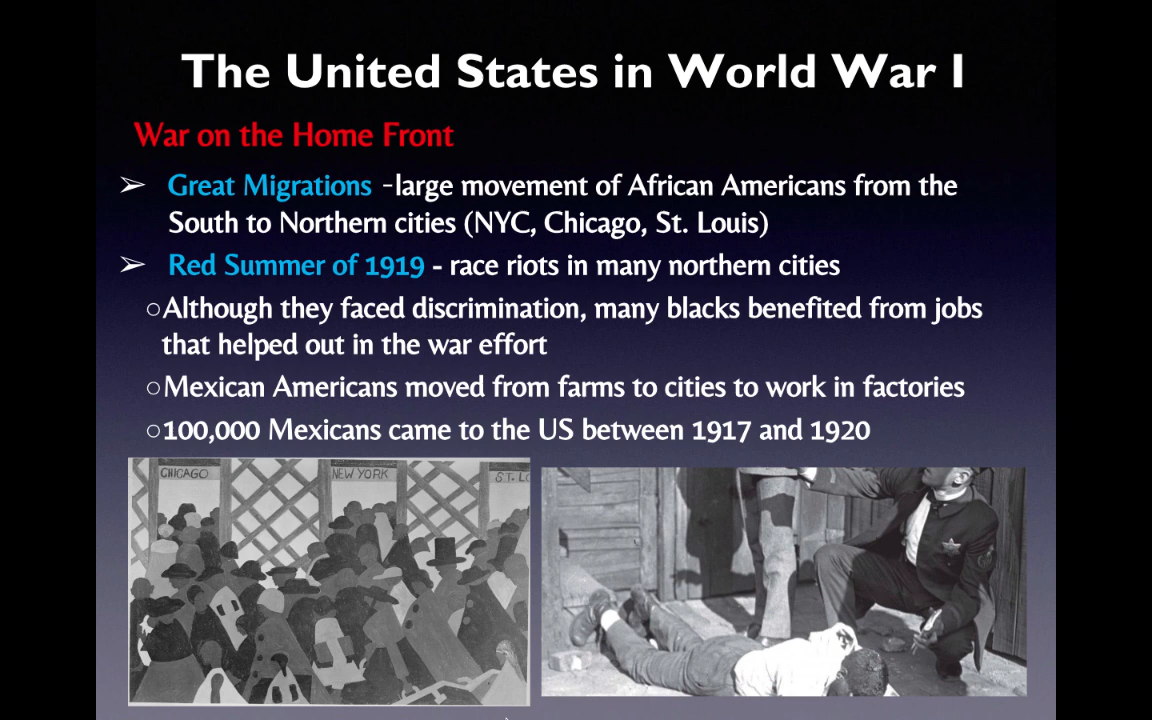 The United States in World War I
War on the Home Front
➢ Great Migrations -large movement of African Americans from the
South to Northern cities (NYC, Chicago, St. Louis)
➢ Red Summer of 1919 - race riots in many northern cities
○Although they faced discrimination, many blacks benefited from jobs
that helped out in the war effort
○Mexican Americans moved from farms to cities to work in factories
○100,000 Mexicans came to the US between 1917 and 1920
CHICAGO
NEW YORK
ST. LO